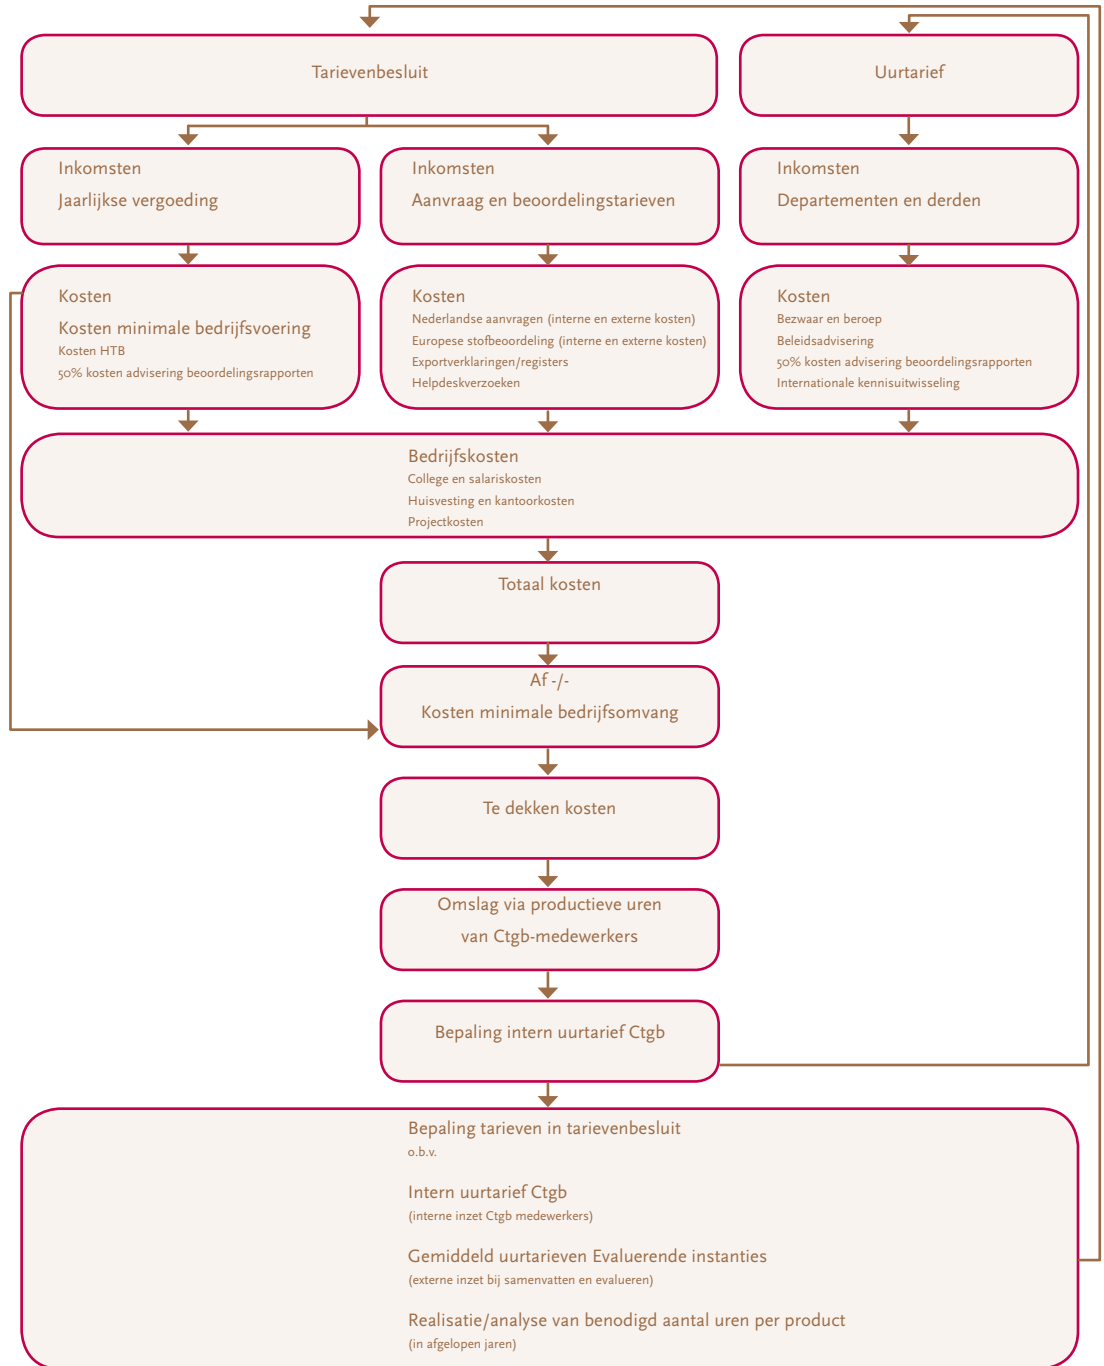 Tarievenbesluit
Uurtarief
Inkomsten
Jaarlijkse vergoeding
Inkomsten
Aanvraag en beoordelingstarieven
Inkomsten
Departementen en derden
Kosten
Kosten minimale bedrijfsvoering
Kosten HTB
50% kosten advisering beoordelingsrapporten
Kosten
Nederlandse aanvragen (interne en externe kosten)
Europese stofbeoordeling (interne en externe kosten)
Exportverklaringen/registers
Helpdeskverzoeken
Kosten
Bezwaar en beroep
Beleidsadvisering
50% kosten advisering beoordelingsrapporten
Internationale kennisuitwisseling
Bedrijfskosten
College en salariskosten
Huisvesting en kantoorkosten
Projectkosten
Totaal kosten
Af -/-
Kosten minimale bedrijfsomvang
Te dekken kosten
Omslag via productieve uren
van Ctgb-medewerkers
Bepaling intern uurtarief Ctgb
Bepaling tarieven in tarievenbesluit
o.b.v.
Intern uurtarief Ctgb
(interne inzet Ctgb medewerkers)
Gemiddeld uurtarieven Evaluerende instanties
(externe inzet bij samenvatten en evalueren)
Realisatie/analyse van benodigd aantal uren per product
(in afgelopen jaren)